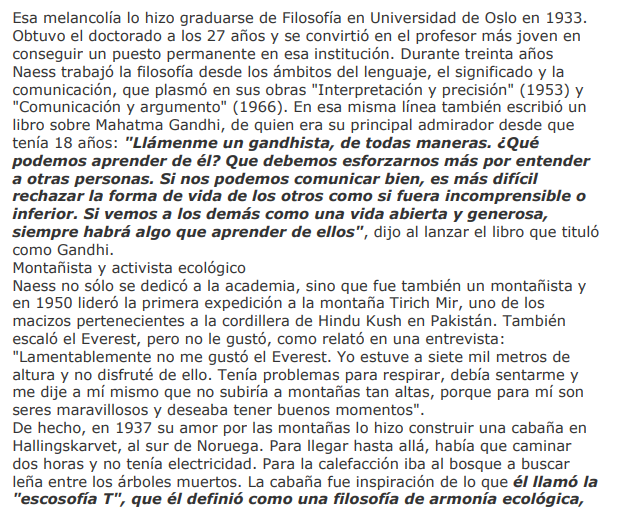 Esa melancolía lo hizo graduarse de Filosofía en Universidad de Oslo en 1933.
Obtuvo el doctorado a los 27 años y se convirtió en el profesor más joven en
conseguir un puesto permanente en esa institución. Durante treinta años
Naess trabajó la filosofía desde los ámbitos del lenguaje, el significado y la
comunicación, que plasmó en sus obras "Interpretación y precisión" (1953) y
"Comunicación y argumento" (1966). En esa misma línea también escribió un
libro sobre Mahatma Gandhi, de quien era su principal admirador desde que
tenía 18 años: "Llámenme un gandhista, de todas maneras. ¿Qué
podemos aprender de él? Que debemos esforzarnos más por entender
a otras personas. Si nos podemos comunicar bien, es más difícil
rechazar la forma de vida de los otros como si fuera incomprensible o
inferior. Si vemos a los demás como una vida abierta y generosa,
siempre habrá algo que aprender de ellos", dijo al lanzar el libro que tituló
como Gandhi.
Montañista y activista ecológico
Naess no sólo se dedicó a la academia, sino que fue también un montañista y
en 1950 lideró la primera expedición a la montaña Tirich Mir, uno de los
macizos pertenecientes a la cordillera de Hindu Kush en Pakistán. También
escaló el Everest, pero no le gustó, como relató en una entrevista:
"Lamentablemente no me gustó el Everest. Yo estuve a siete mil metros de
altura y no disfruté de ello. Tenía problemas para respirar, debía sentarme y
me dije a mí mismo que no subiría a montañas tan altas, porque para mí son
seres maravillosos y deseaba tener buenos momentos".
De hecho, en 1937 su amor por las montañas lo hizo construir una cabaña en
Hallingskarvet, al sur de Noruega. Para llegar hasta allá, había que caminar
dos horas y no tenía electricidad. Para la calefacción iba al bosque a buscar
leña entre los árboles muertos. La cabaña fue inspiración de lo que él llamó la
"escosofía T", que él definió como una filosofía de armonía ecológica,